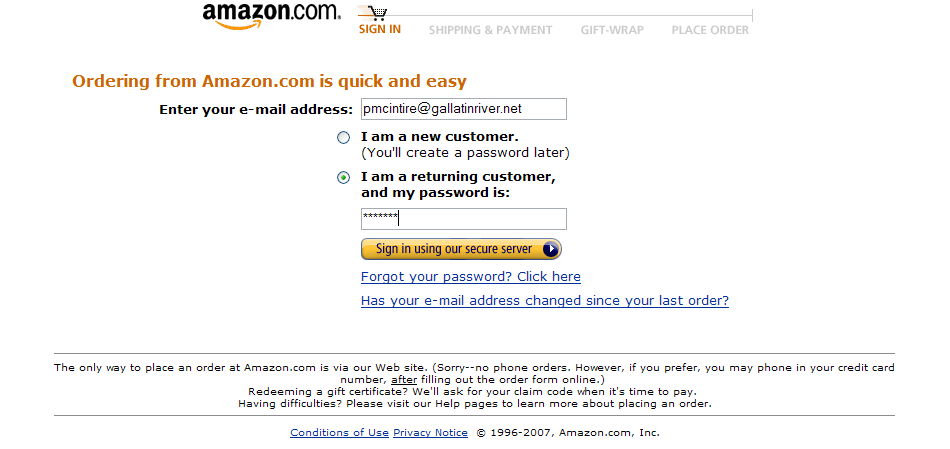 amazon.com.
SIGN IN SHIPPING & PAYMENT GIFT-WRAP PLACE ORDER
Ordering from Amazon.com is quick and easy
Enter your e-mail address: pmcintire@gallatinriver.net
I am a new customer.
(You'll create a password later)
I am a returning customer,
and my password is:
*******
Sign in using our secure server
Forgot your password? Click here
Has your e-mail address changed since your last order?
The only way to place an order at Amazon.com is via our Web site. (Sorry--no phone orders. However, if you prefer, you may phone in your credit card
number, after filling out the order form online.)
Redeeming a gift certificate? We'll ask for your claim code when it's time to pay.
Having difficulties? Please visit our Help pages to learn more about placing an order.
Conditions of Use Privacy Notice © 1996-2007, Amazon.com, Inc.